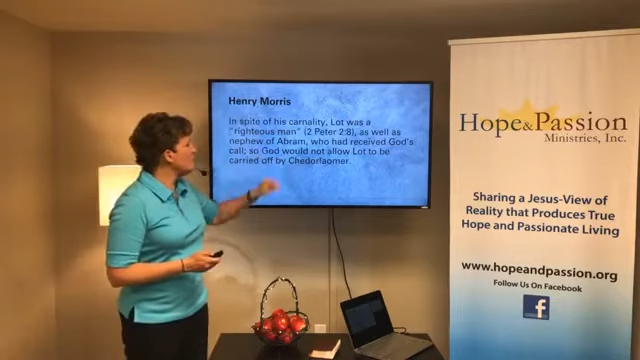 Henry Morris
In spite of his carnality, Lot was a
"righteous man" (2 Peter 2:8), as well as
nephew of Abram, who had received God's
call; so God would not allow Lot to be
carried off by Chedorlaomer.
Hope&Passion
Ministries, Inc.
Sharing a Jesus-View of
Reality that Produces True
Hope and Passionate Living
www.hopeandpassion.org
Follow Us On Facebook
f